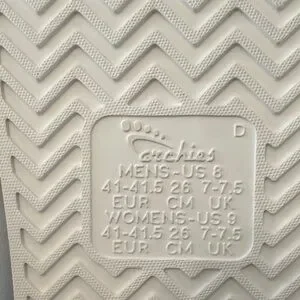 D
archies
MENS-US 8
41-41.5 26 7-7.5
EUR CM UK
WOMENS-US 9
41-41.5 26 7-7.5
EUR CM UK